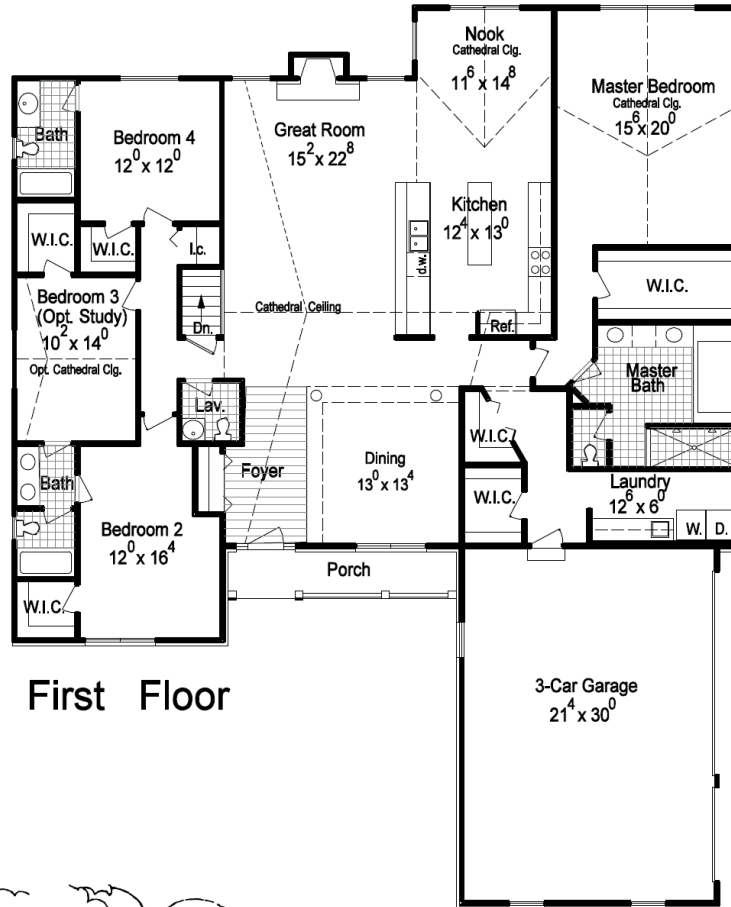 Nook
Cathedral Clg.
11⁶ x 14⁸
Master Bedroom
Cathedral Clg.
15⁶ x 20⁰
Bath
Bedroom 4
12⁰ x 12⁰
Great Room
15² x 22⁸
Kitchen
12⁴ x 13⁰
d.w.
Ref.
W.I.C.
W.I.C.
l.c.
W.I.C.
Bedroom 3
(Opt. Study)
10² x 14⁰
Opt. Cathedral Clg.
Dn.
Cathedral Ceiling
Master
Bath
Lav.
W.I.C.
Foyer
Dining
13⁰ x 13⁴
W.I.C.
Laundry
12⁶ x 6⁰
W.
D.
Bath
Bedroom 2
12⁰ x 16⁴
W.I.C.
Porch
First Floor
3-Car Garage
21⁴ x 30⁰